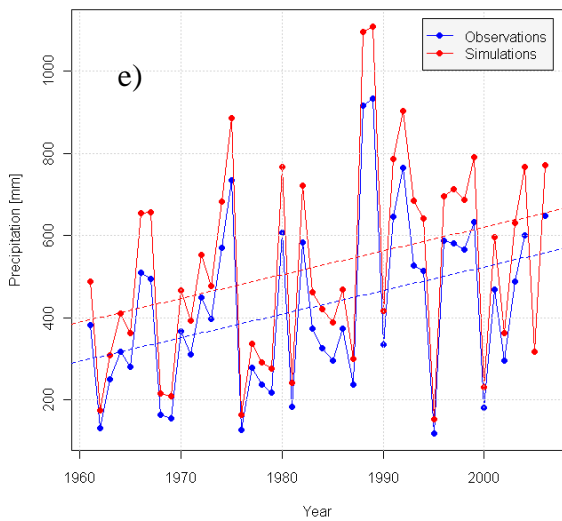 e)
Observations
Simulations
Precipitation [mm]
1000
800
600
400
200
1960 1970 1980 1990 2000
Year